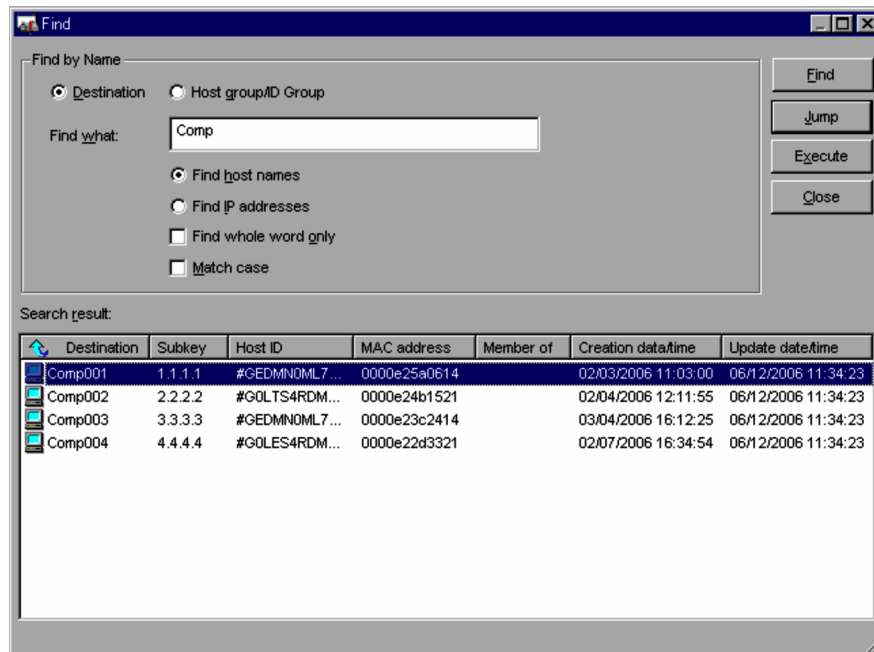 Find
Find by Name
Destination Host group/ID Group
Find what: Comp
Find host names
Find IP addresses
Find whole word only
Match case
Find
Jump
Execute
Close
Search result:
Destination Subkey Host ID MAC address Member of Creation data/time Update date/time
Comp001 1.1.1.1 #GEDMN0ML7... 0000e25a0614 02/03/2006 11:03:00 06/12/2006 11:34:23
Comp002 2.2.2.2 #G0LTS4RDM... 0000e24b1521 02/04/2006 12:11:55 06/12/2006 11:34:23
Comp003 3.3.3.3 #GEDMN0ML7... 0000e23c2414 03/04/2006 16:12:25 06/12/2006 11:34:23
Comp004 4.4.4.4 #G0LES4RDM... 0000e22d3321 02/07/2006 16:34:54 06/12/2006 11:34:23